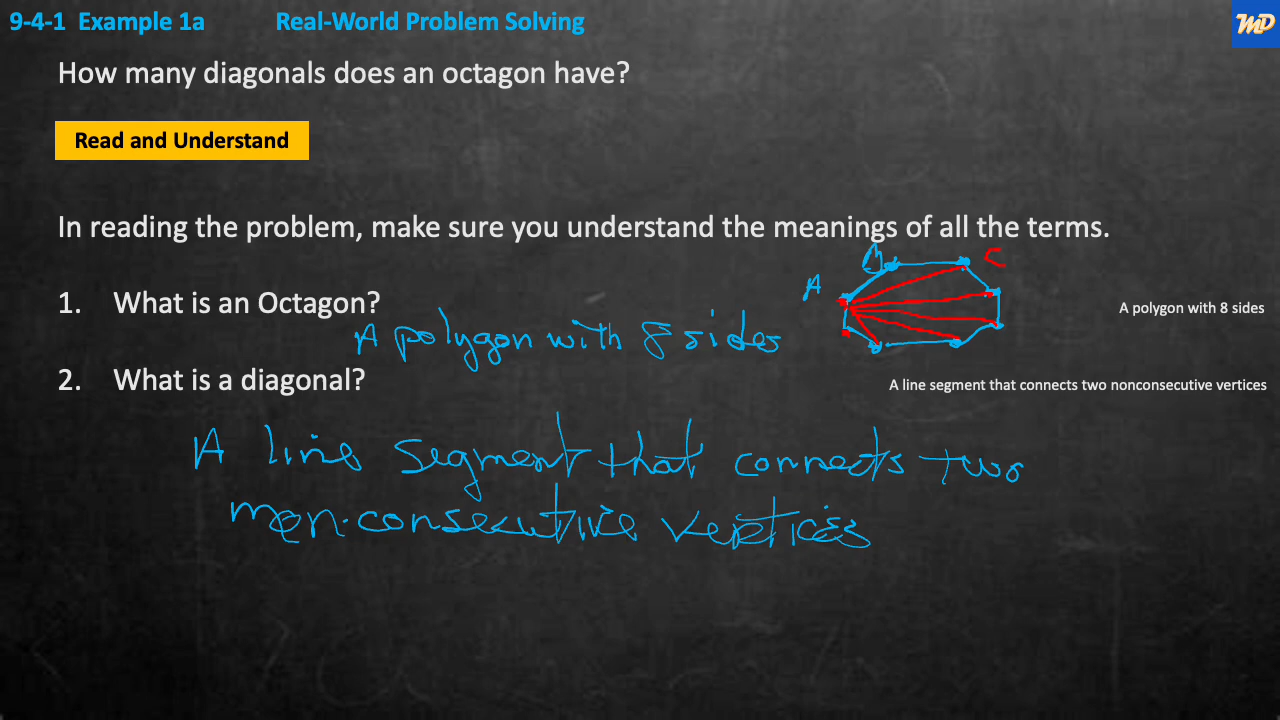 9-4-1 Example 1a Real-World Problem Solving
MD
How many diagonals does an octagon have?
Read and Understand
In reading the problem, make sure you understand the meanings of all the terms.
B C
A
1. What is an Octagon?
A polygon with 8 sides
A polygon with 8 sides
2. What is a diagonal?
A line segment that connects two nonconsecutive vertices
A line segment that connects two
non-consecutive vertices